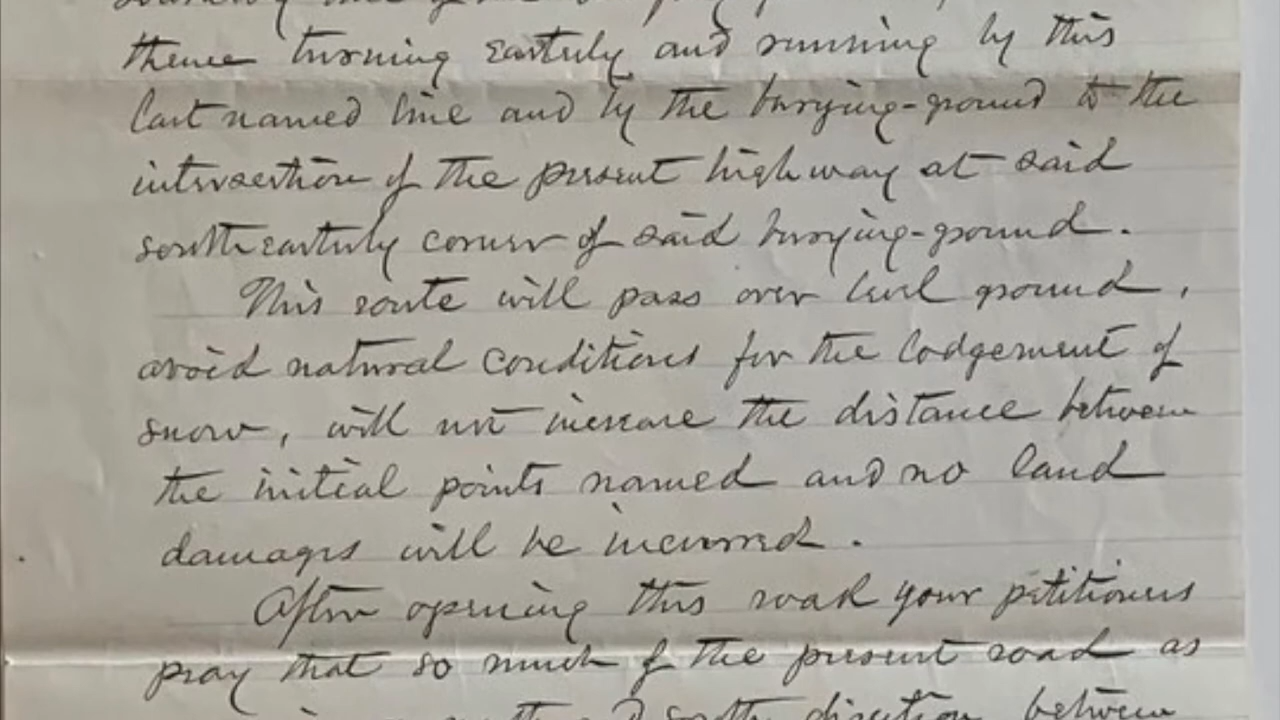 thence turning easterly and running by this
last named line and by the burying-ground to the
intersection of the present highway at said
southeasterly corner of said burying-ground.
This route will pass over level ground,
avoid natural conditions for the lodgement of
snow, will not increase the distance between
the initial points named and no land
damages will be incurred.
After opening this road your petitioners
pray that so much of the present road as
south direction between